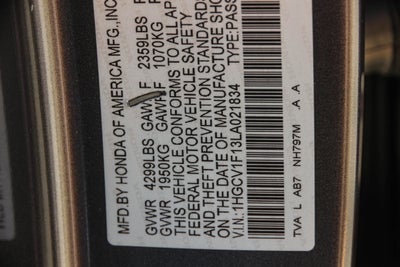 MFD.BY HONDA OF AMERICA MFG.,INC
GVWR 4299LBS GAWR F 2359LBS
GVWR 1950KG GAWR F 1070KG
THIS VEHICLE CONFORMS TO ALL AP
FEDERAL MOTOR VEHICLE SAFETY
AND THEFT PREVENTION STANDARDS
ON THE DATE OF MANUFACTURE SHO
V.I.N.:1HGCV1F13LA021834 TYPE:PASS
TVA L AB7 NH797M .A .A